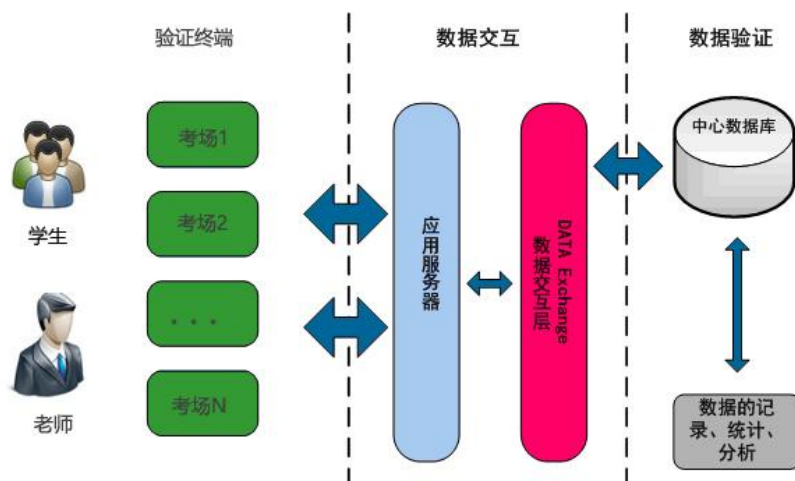 验证终端
数据交互
数据验证
学生
老师
考场1
考场2
...
考场N
应用服务器
DATA Exchange
数据交互层
中心数据库
数据的记
录、统计、
分析